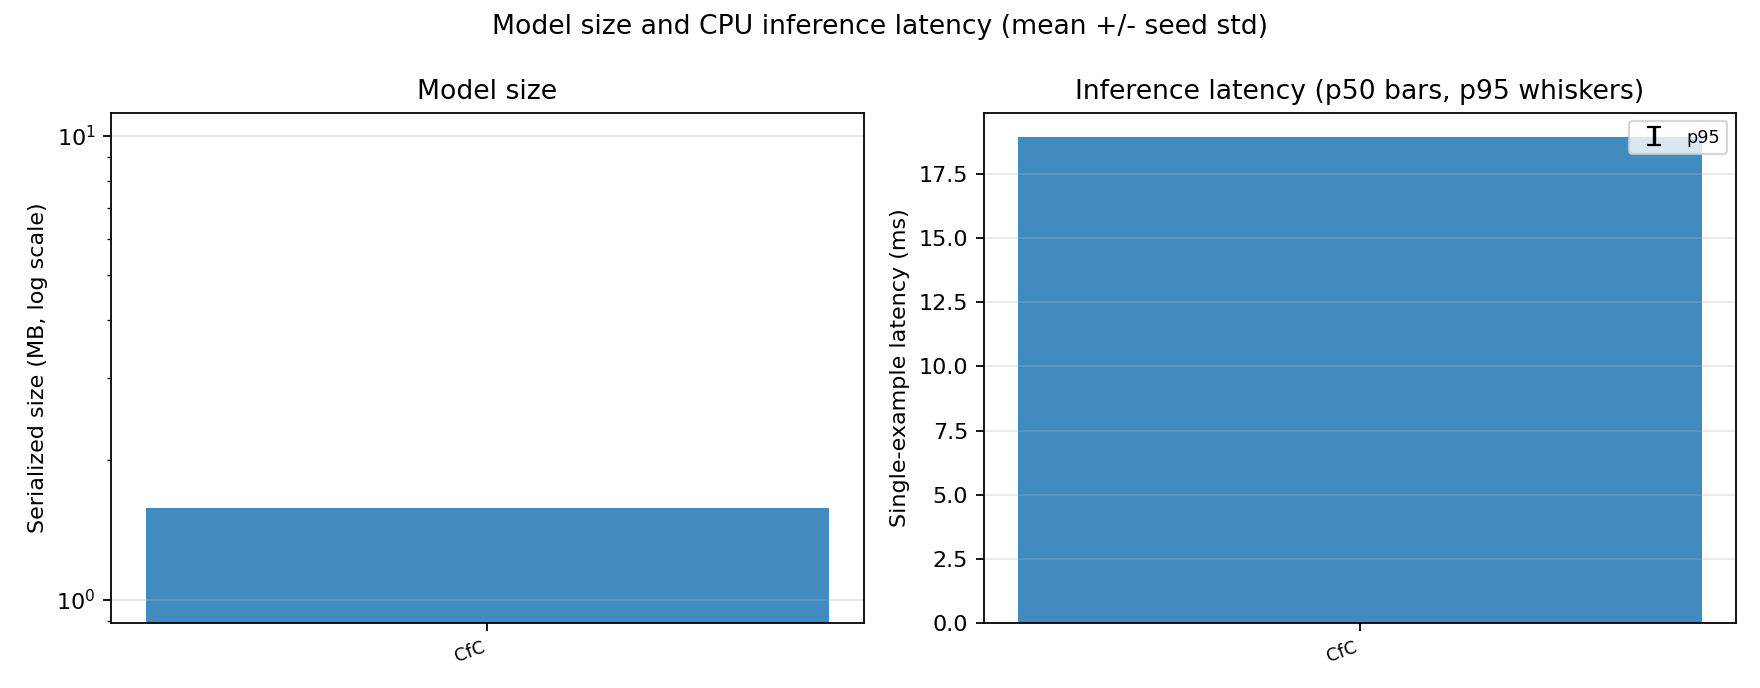 Model size and CPU inference latency (mean +/- seed std)
Model size
Serialized size (MB, log scale)
10¹
10⁰
CfC
Inference latency (p50 bars, p95 whiskers)
Single-example latency (ms)
p95
17.5
15.0
12.5
10.0
7.5
5.0
2.5
0.0
CfC